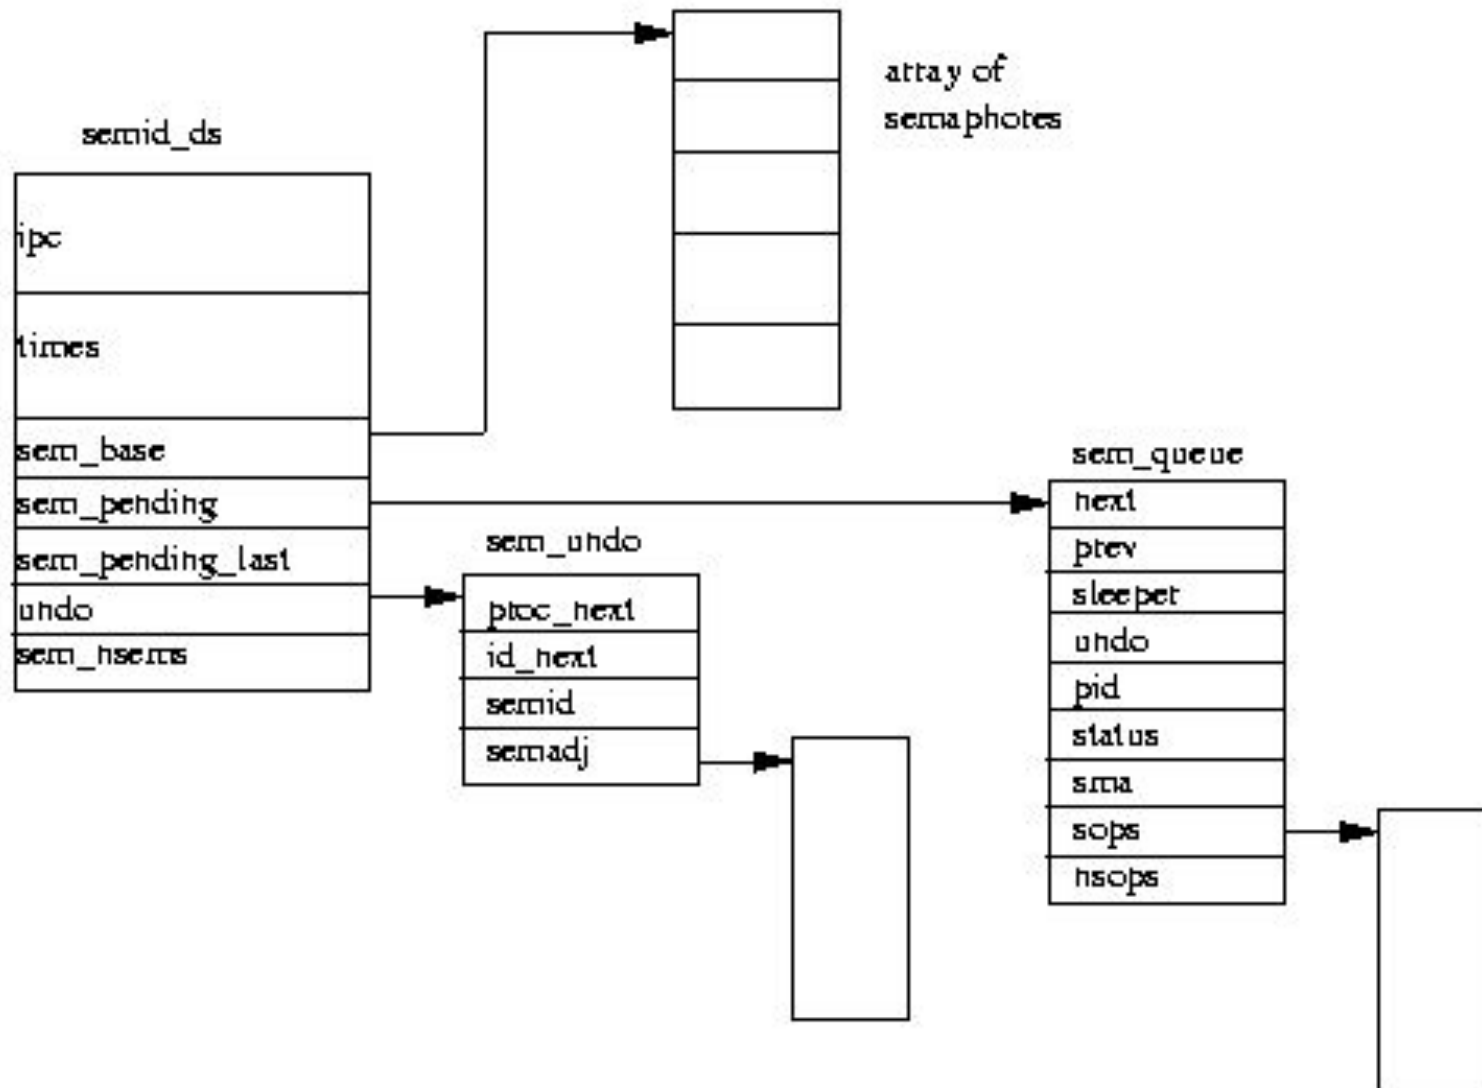 array of
semaphores
semid_ds
ipc
times
sem_base
sem_pending
sem_pending_last
undo
sem_nsems
sem_undo
proc_next
id_next
semid
semadj
sem_queue
next
prev
sleeper
undo
pid
status
sma
sops
nsops